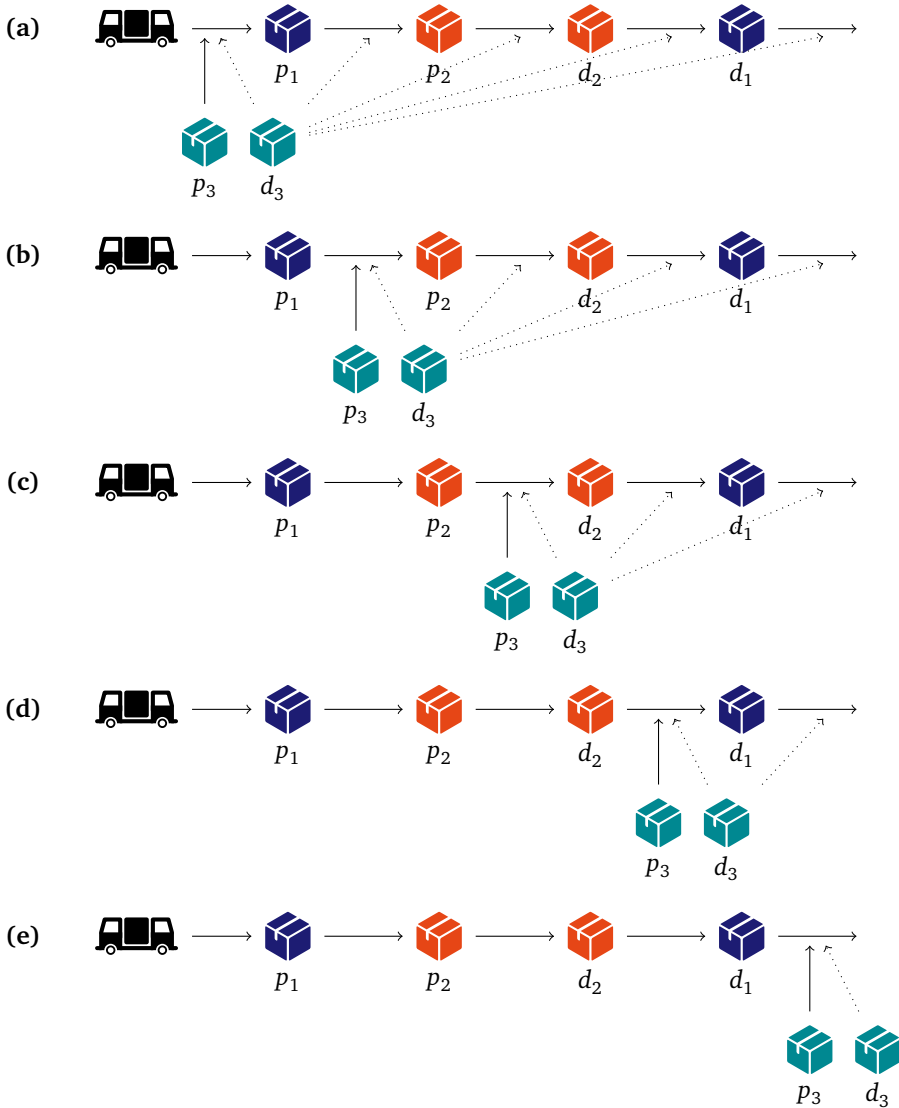 (a)
p₁ p₂ d₂ d₁
p₃ d₃
(b)
p₁ p₂ d₂ d₁
p₃ d₃
(c)
p₁ p₂ d₂ d₁
p₃ d₃
(d)
p₁ p₂ d₂ d₁
p₃ d₃
(e)
p₁ p₂ d₂ d₁
p₃ d₃